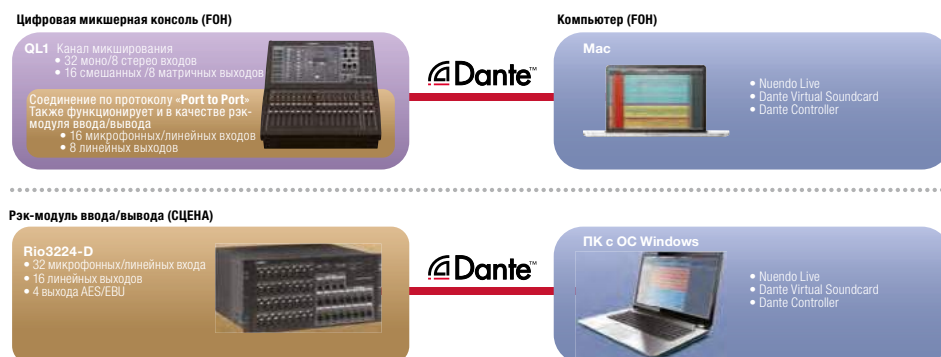 Цифровая микшерная консоль (FOH)
QL1 Канал микширования
• 32 моно/8 стерео входов
• 16 смешанных /8 матричных выходов
Соединение по протоколу «Port to Port»
Также функционирует и в качестве рэк-
модуля ввода/вывода
• 16 микрофонных/линейных входов
• 8 линейных выходов
Dante™
Компьютер (FOH)
Mac
• Nuendo Live
• Dante Virtual Soundcard
• Dante Controller
Рэк-модуль ввода/вывода (СЦЕНА)
Rio3224-D
• 32 микрофонных/линейных входа
• 16 линейных выходов
• 4 выхода AES/EBU
Dante™
ПК с ОС Windows
• Nuendo Live
• Dante Virtual Soundcard
• Dante Controller